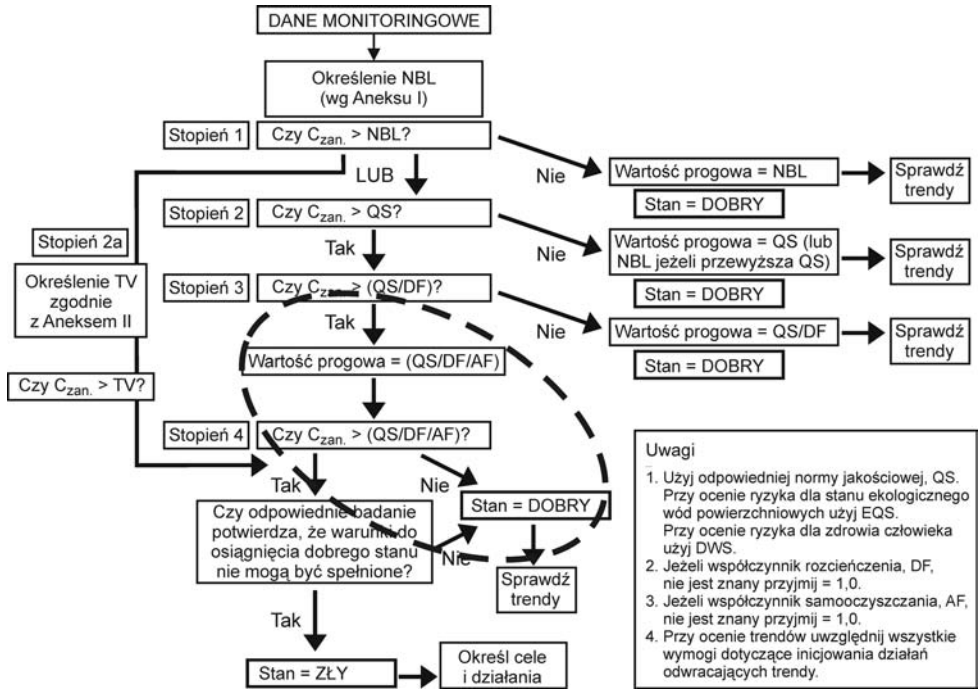 DANE MONITORINGOWE
Określenie NBL
(wg Aneksu I)
Stopień 1
Czy Czan. > NBL?
Nie
Wartość progowa = NBL
Stan = DOBRY
Sprawdź
trendy
LUB
Stopień 2
Czy Czan. > QS?
Nie
Wartość progowa = QS (lub
NBL jeżeli przewyższa QS)
Stan = DOBRY
Sprawdź
trendy
Stopień 2a
Określenie TV
zgodnie
z Aneksem II
Czy Czan. > TV?
Tak
Stopień 3
Czy Czan. > (QS/DF)?
Nie
Wartość progowa = QS/DF
Stan = DOBRY
Sprawdź
trendy
Tak
Wartość progowa = (QS/DF/AF)
Stopień 4
Czy Czan. > (QS/DF/AF)?
Tak
Nie
Stan = DOBRY
Czy odpowiednie badanie
potwierdza, że warunki do
osiągnięcia dobrego stanu
nie mogą być spełnione?
Nie
Sprawdź
trendy
Tak
Stan = ZŁY
Określ cele
i działania
Uwagi
1. Użyj odpowiedniej normy jakościowej, QS.
Przy ocenie ryzyka dla stanu ekologicznego
wód powierzchniowych użyj EQS.
Przy ocenie ryzyka dla zdrowia człowieka
użyj DWS.
2. Jeżeli współczynnik rozcieńczenia, DF,
nie jest znany przyjmij = 1,0.
3. Jeżeli współczynnik samooczyszczania, AF,
nie jest znany przyjmij = 1,0.
4. Przy ocenie trendów uwzględnij wszystkie
wymogi dotyczące inicjowania działań
odwracających trendy.